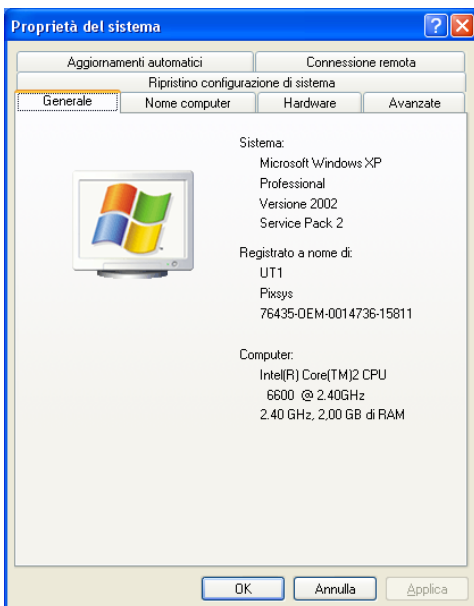 Proprietà del sistema
Aggiornamenti automatici
Connessione remota
Ripristino configurazione di sistema
Generale
Nome computer
Hardware
Avanzate
Sistema:
Microsoft Windows XP
Professional
Versione 2002
Service Pack 2
Registrato a nome di:
UT1
Pixsys
76435-OEM-0014736-15811
Computer:
Intel(R) Core(TM)2 CPU
6600 @ 2.40GHz
2.40 GHz, 2,00 GB di RAM
OK
Annulla
Applica